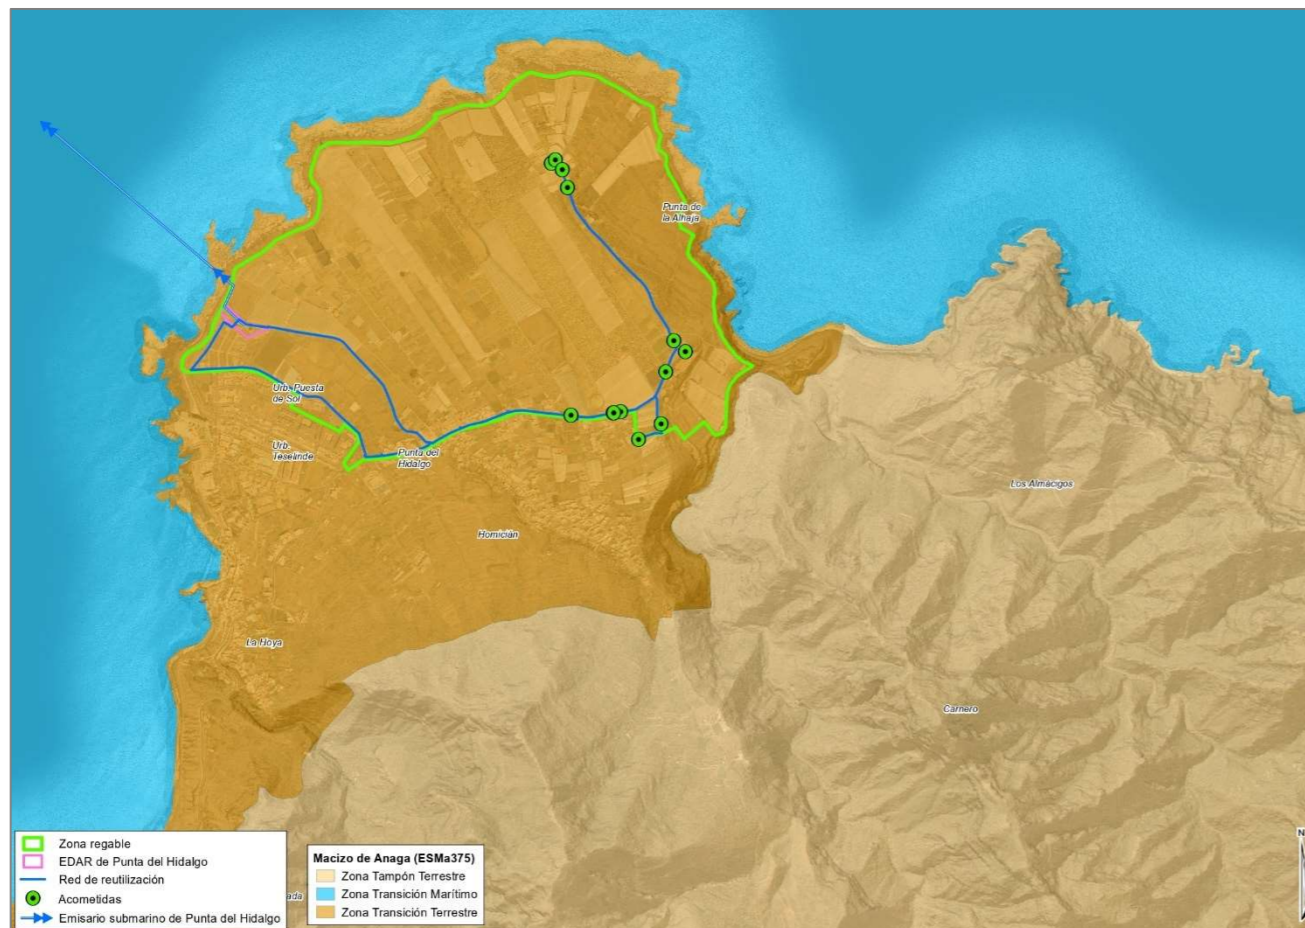 Punta de
la Alhaja
Urb. Puesta
de Sol
Urb.
Teselinde
Punta del
Hidalgo
Los Almácigos
Homicián
La Hoya
Carnero
Zona regable
EDAR de Punta del Hidalgo
Red de reutilización
Acometidas
Emisario submarino de Punta del Hidalgo
ada
Macizo de Anaga (ESMa375)
Zona Tampón Terrestre
Zona Transición Marítimo
Zona Transición Terrestre
N